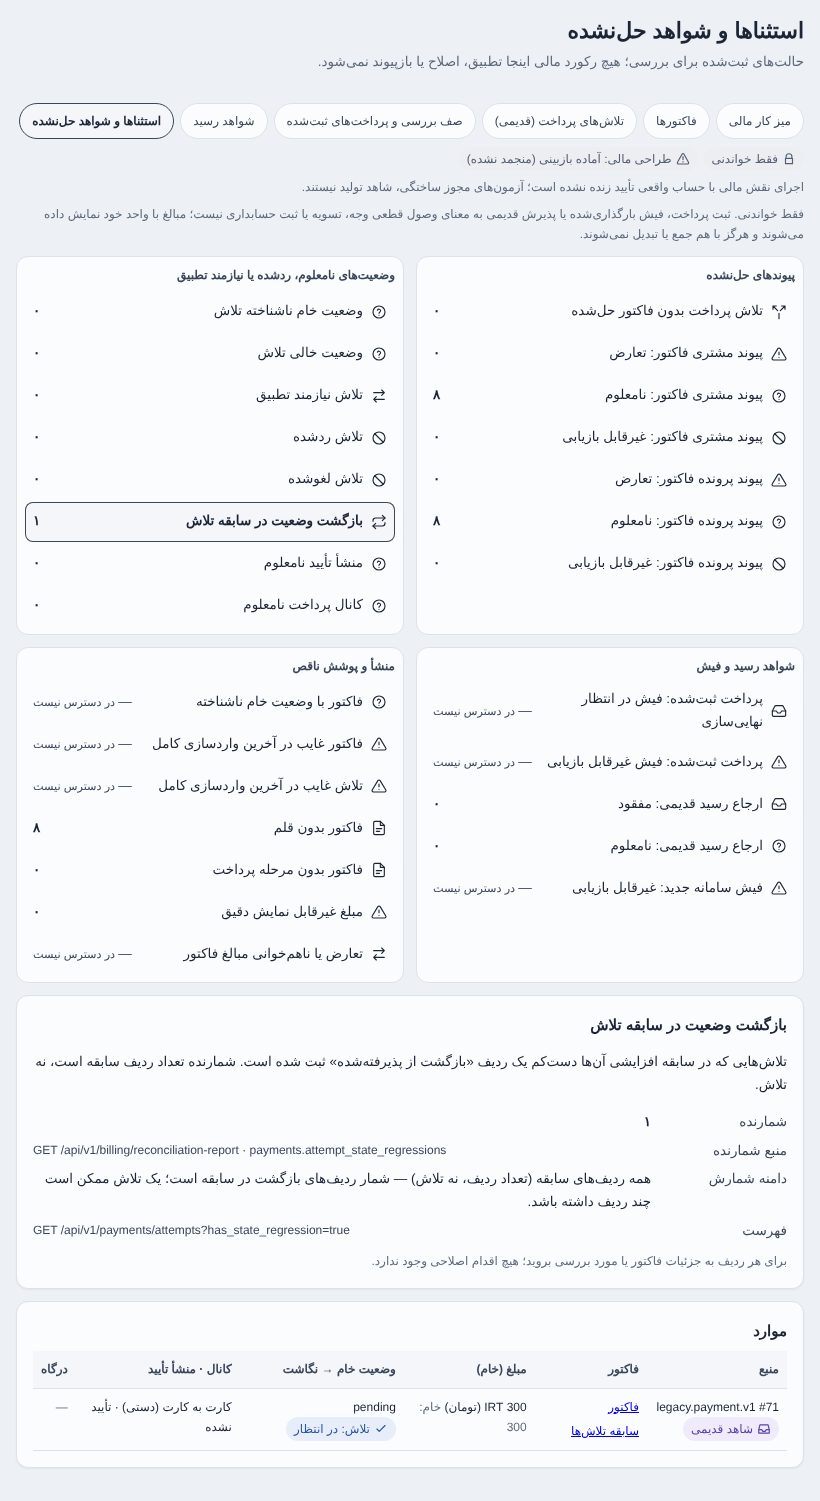 استثناها و شواهد حل‌نشده
حالت‌های ثبت‌شده برای بررسی؛ هیچ رکورد مالی اینجا تطبیق، اصلاح یا بازپیوند نمی‌شود.
میز کار مالی
فاکتورها
تلاش‌های پرداخت (قدیمی)
صف بررسی و پرداخت‌های ثبت‌شده
شواهد رسید
استثناها و شواهد حل‌نشده
فقط خواندنی
طراحی مالی: آماده بازبینی (منجمد نشده)
اجرای نقش مالی با حساب واقعی تأیید زنده نشده است؛ آزمون‌های مجوز ساختگی، شاهد تولید نیستند.
فقط خواندنی. ثبت پرداخت، فیش بارگذاری‌شده یا پذیرش قدیمی به معنای وصول قطعی وجه، تسویه یا ثبت حسابداری نیست؛ مبالغ با واحد خود نمایش داده
می‌شوند و هرگز با هم جمع یا تبدیل نمی‌شوند.
پیوندهای حل‌نشده
تلاش پرداخت بدون فاکتور حل‌شده ۰
پیوند مشتری فاکتور: تعارض ۰
پیوند مشتری فاکتور: نامعلوم ۸
پیوند مشتری فاکتور: غیرقابل بازیابی ۰
پیوند پرونده فاکتور: تعارض ۰
پیوند پرونده فاکتور: نامعلوم ۸
پیوند پرونده فاکتور: غیرقابل بازیابی ۰
وضعیت‌های نامعلوم، ردشده یا نیازمند تطبیق
وضعیت خام ناشناخته تلاش ۰
وضعیت خالی تلاش ۰
تلاش نیازمند تطبیق ۰
تلاش ردشده ۰
تلاش لغوشده ۰
بازگشت وضعیت در سابقه تلاش ۱
منشأ تأیید نامعلوم ۰
کانال پرداخت نامعلوم ۰
شواهد رسید و فیش
پرداخت ثبت‌شده: فیش در انتظار
نهایی‌سازی — در دسترس نیست
پرداخت ثبت‌شده: فیش غیرقابل بازیابی — در دسترس نیست
ارجاع رسید قدیمی: مفقود ۰
ارجاع رسید قدیمی: نامعلوم ۰
فیش سامانه جدید: غیرقابل بازیابی — در دسترس نیست
منشأ و پوشش ناقص
فاکتور با وضعیت خام ناشناخته — در دسترس نیست
فاکتور غایب در آخرین واردسازی کامل — در دسترس نیست
تلاش غایب در آخرین واردسازی کامل — در دسترس نیست
فاکتور بدون قلم ۸
فاکتور بدون مرحله پرداخت ۰
مبلغ غیرقابل نمایش دقیق ۰
تعارض یا ناهم‌خوانی مبالغ فاکتور — در دسترس نیست
بازگشت وضعیت در سابقه تلاش
تلاش‌هایی که در سابقه افزایشی آن‌ها دست‌کم یک ردیف «بازگشت از پذیرفته‌شده» ثبت شده است. شمارنده تعداد ردیف سابقه است، نه
تلاش.
شمارنده ۱
منبع شمارنده GET /api/v1/billing/reconciliation-report · payments.attempt_state_regressions
دامنه شمارش همه ردیف‌های سابقه (تعداد ردیف، نه تلاش) — شمار ردیف‌های بازگشت در سابقه است؛ یک تلاش ممکن است
چند ردیف داشته باشد.
فهرست GET /api/v1/payments/attempts?has_state_regression=true
برای هر ردیف به جزئیات فاکتور یا مورد بررسی بروید؛ هیچ اقدام اصلاحی وجود ندارد.
موارد
منبع فاکتور مبلغ (خام) وضعیت خام → نگاشت کانال · منشأ تأیید درگاه
legacy.payment.v1 #71
شاهد قدیمی
فاکتور
سابقه تلاش‌ها
300 IRT (تومان) خام:
300
pending
تلاش: در انتظار
کارت به کارت (دستی) · تأیید
نشده
—